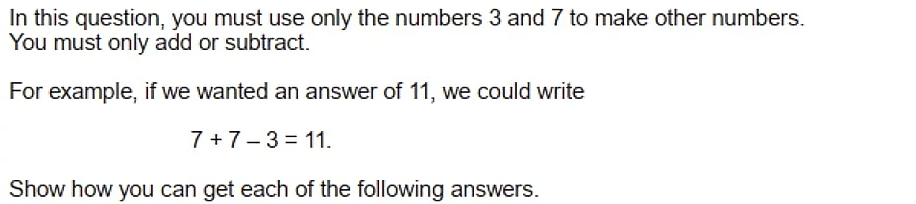 In this question, you must use only the numbers 3 and 7 to make other numbers.
You must only add or subtract.
For example, if we wanted an answer of 11, we could write
7 + 7 – 3 = 11.
Show how you can get each of the following answers.